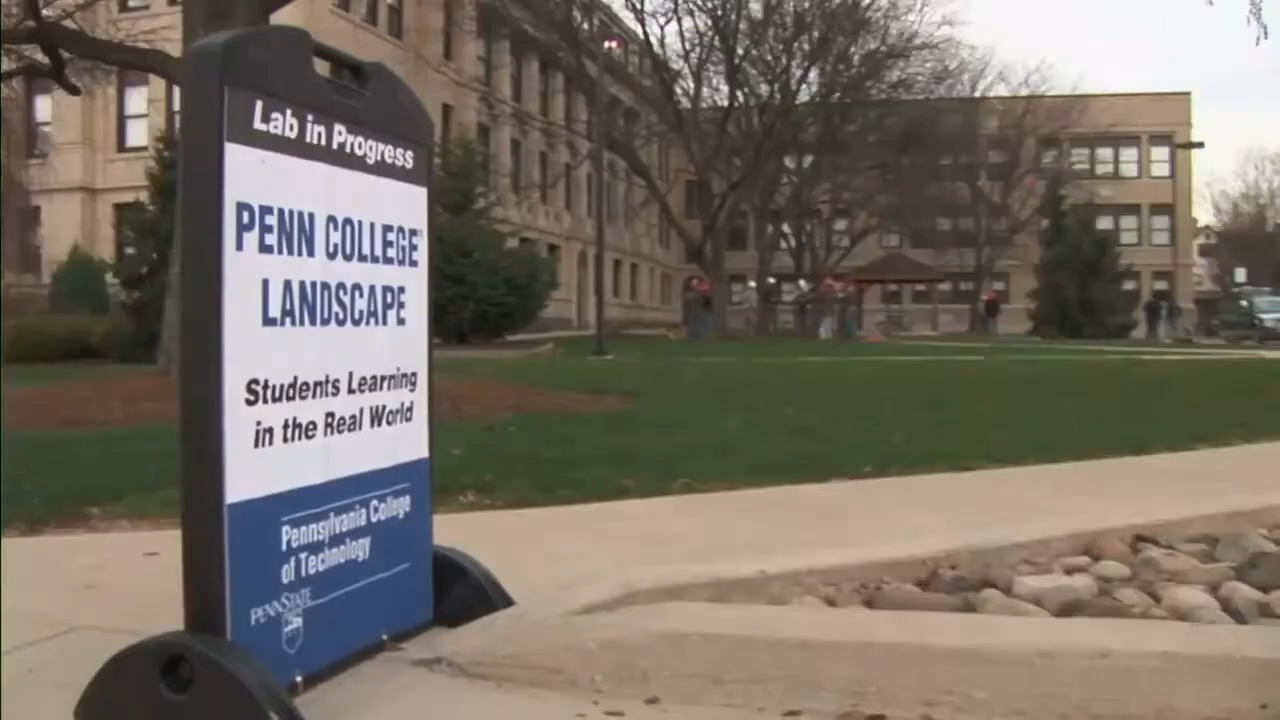 Lab in Progress
PENN COLLEGE®
LANDSCAPE
Students Learning
in the Real World
Pennsylvania College
of Technology
PENNSTATE